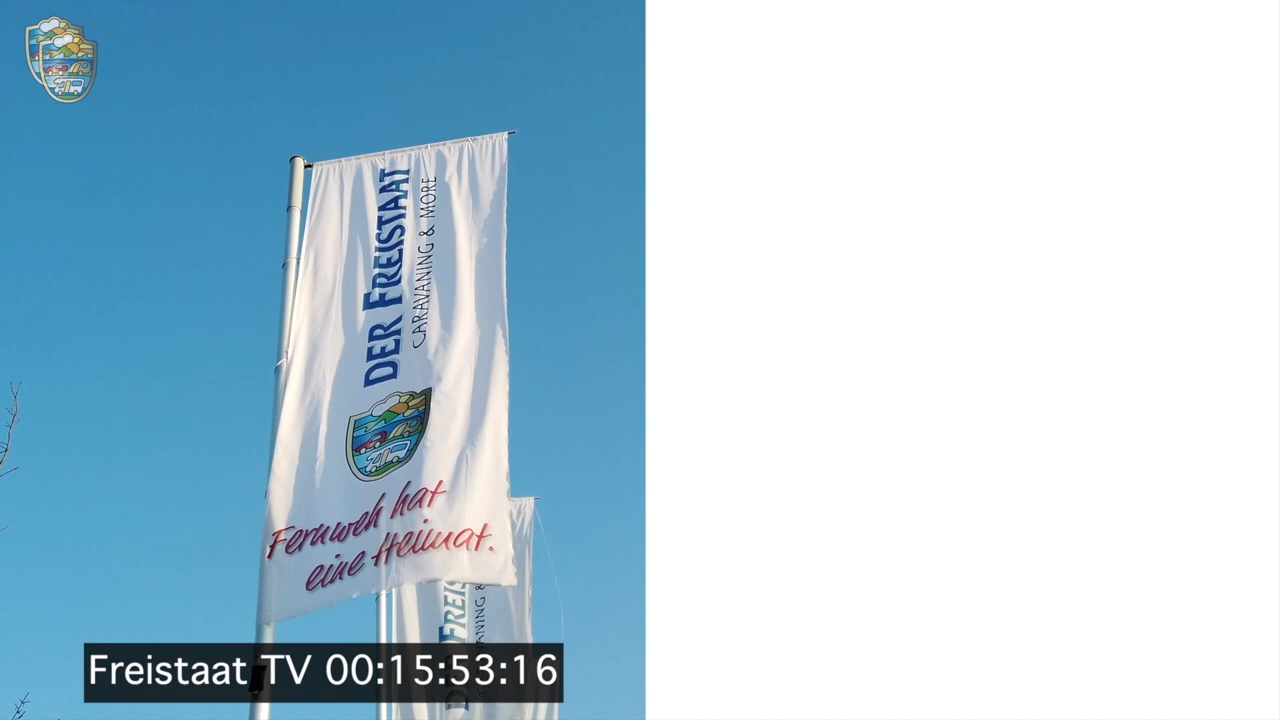 DER FREISTAAT
CARAVANING & MORE
Fernweh hat
eine Heimat.
Freistaat TV 00:15:53:16